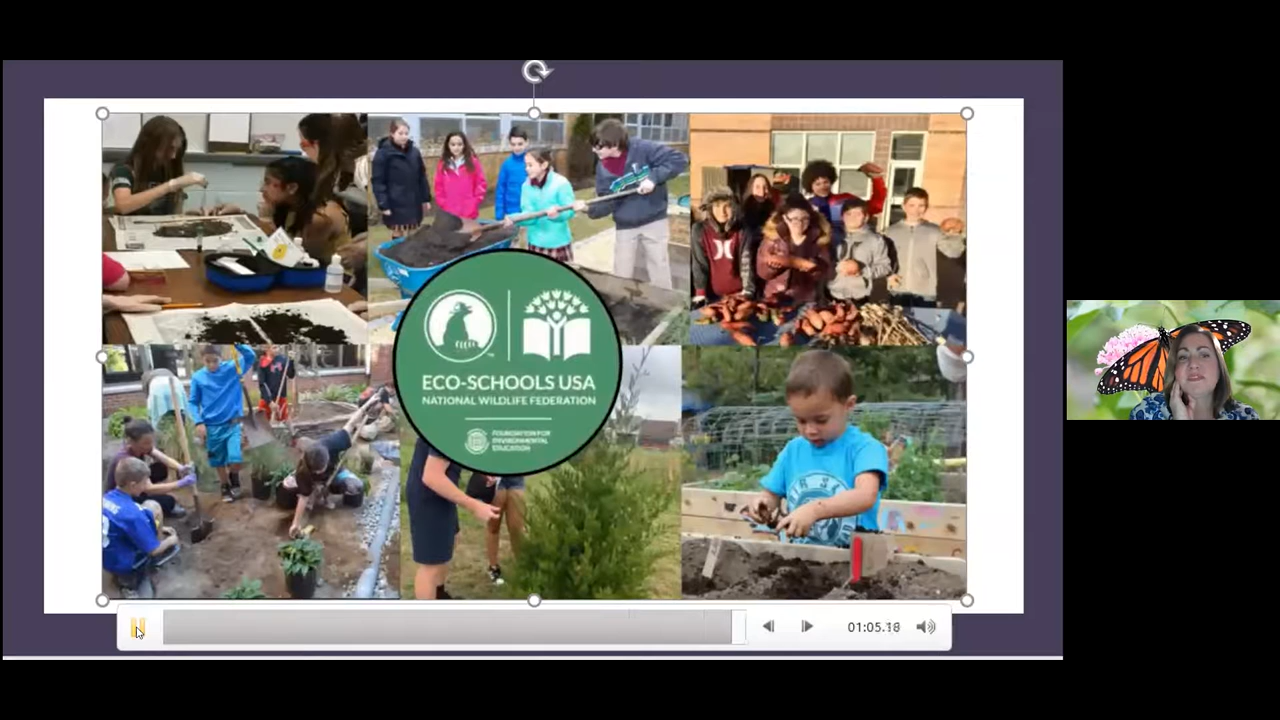 ECO-SCHOOLS USA
NATIONAL WILDLIFE FEDERATION
FOUNDATION FOR
ENVIRONMENTAL
EDUCATION
01:05.18